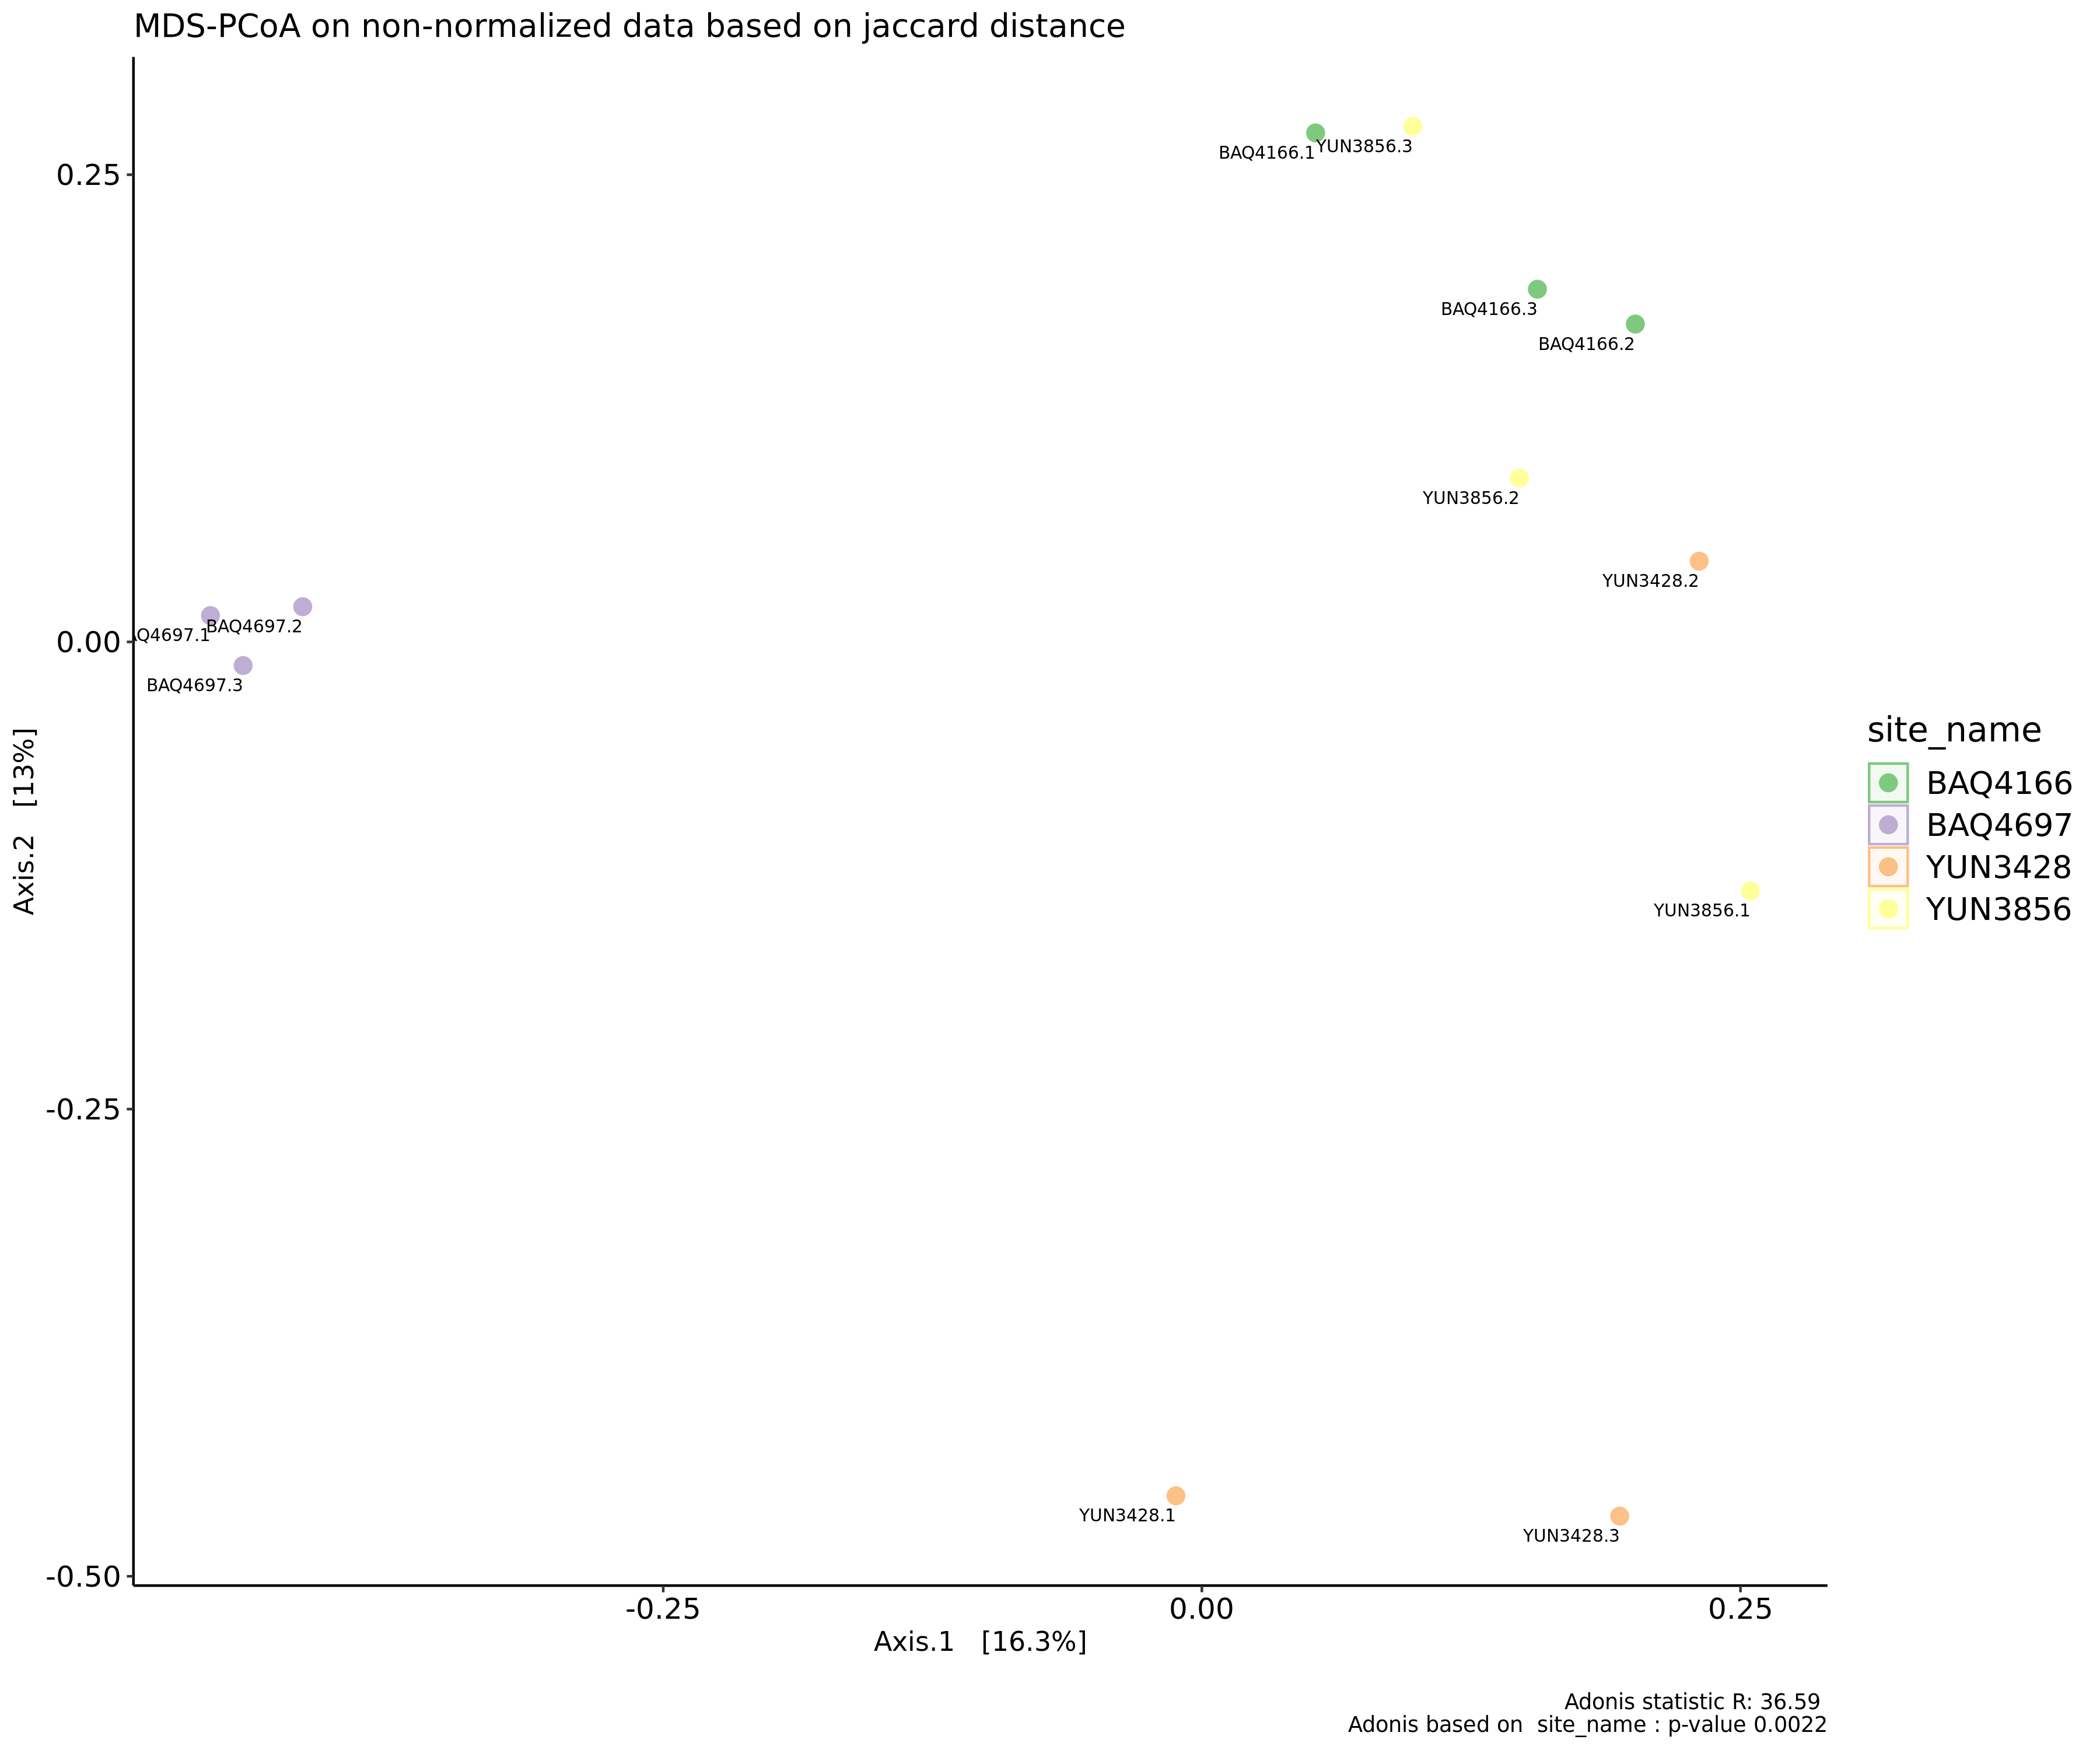 MDS-PCoA on non-normalized data based on jaccard distance
0.25
0.00
-0.25
-0.50
Axis.2 [13%]
BAQ4166.1
YUN3856.3
BAQ4166.3
BAQ4166.2
YUN3856.2
YUN3428.2
AQ4697.1
BAQ4697.2
BAQ4697.3
YUN3856.1
YUN3428.1
YUN3428.3
site_name
BAQ4166
BAQ4697
YUN3428
YUN3856
-0.25 0.00 0.25
Axis.1 [16.3%]
Adonis statistic R: 36.59
Adonis based on site_name : p-value 0.0022